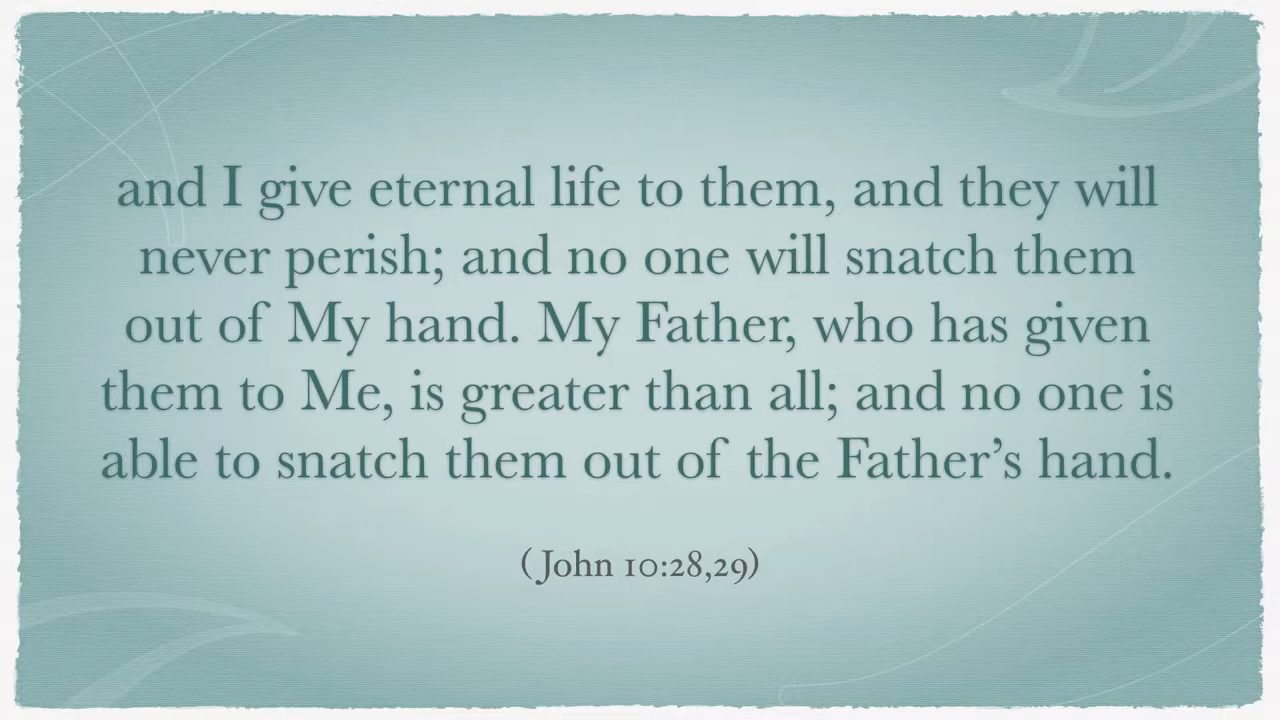 and I give eternal life to them, and they will
never perish; and no one will snatch them
out of My hand. My Father, who has given
them to Me, is greater than all; and no one is
able to snatch them out of the Father’s hand.
(John 10:28,29)